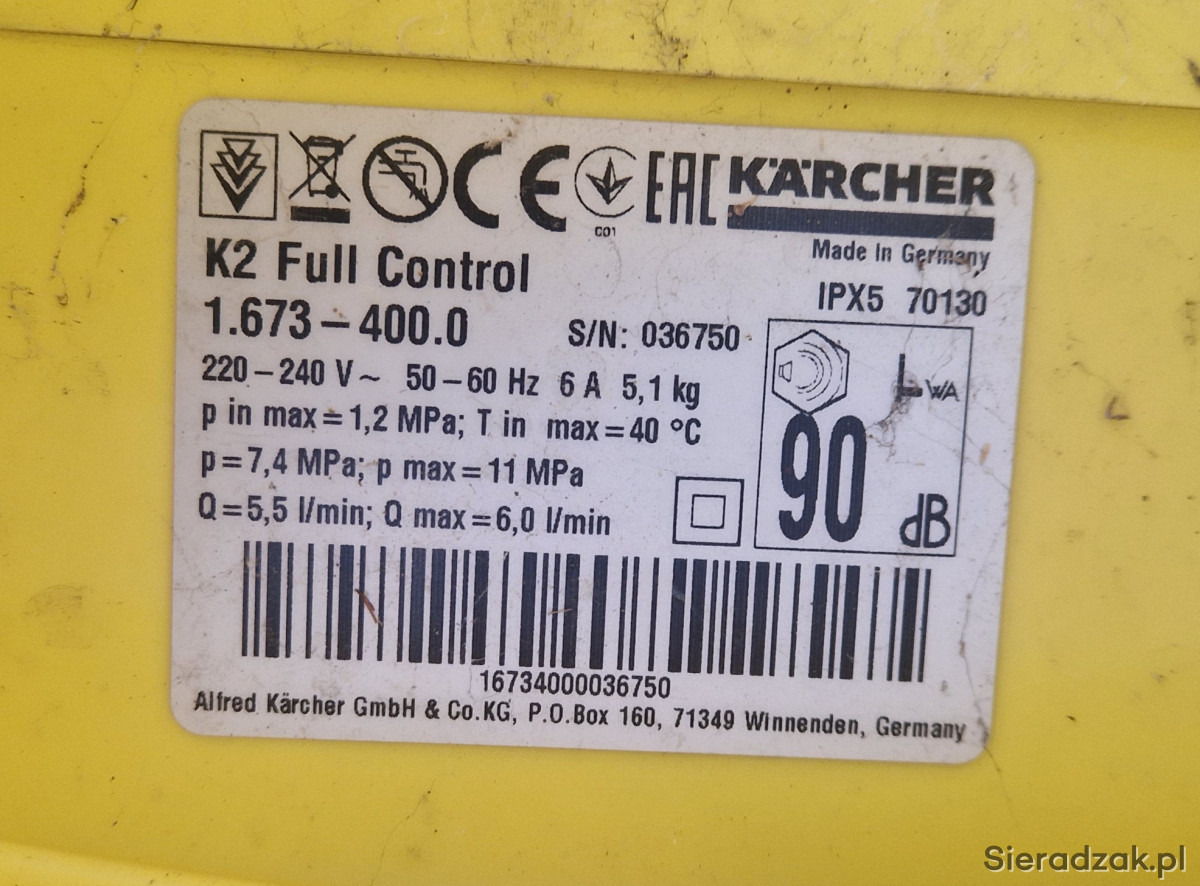 CE
001
EAC
KÄRCHER
Made in Germany
K2 Full Control
IPX5 70130
1.673-400.0
S/N: 036750
220-240 V~ 50-60 Hz 6 A 5,1 kg
p in max=1,2 MPa; T in max=40 °C
p=7,4 MPa; p max=11 MPa
Q=5,5 l/min; Q max=6,0 l/min
LWA
90 dB
16734000036750
Alfred Kärcher GmbH & Co.KG, P.O.Box 160, 71349 Winnenden, Germany
Sieradzak.pl